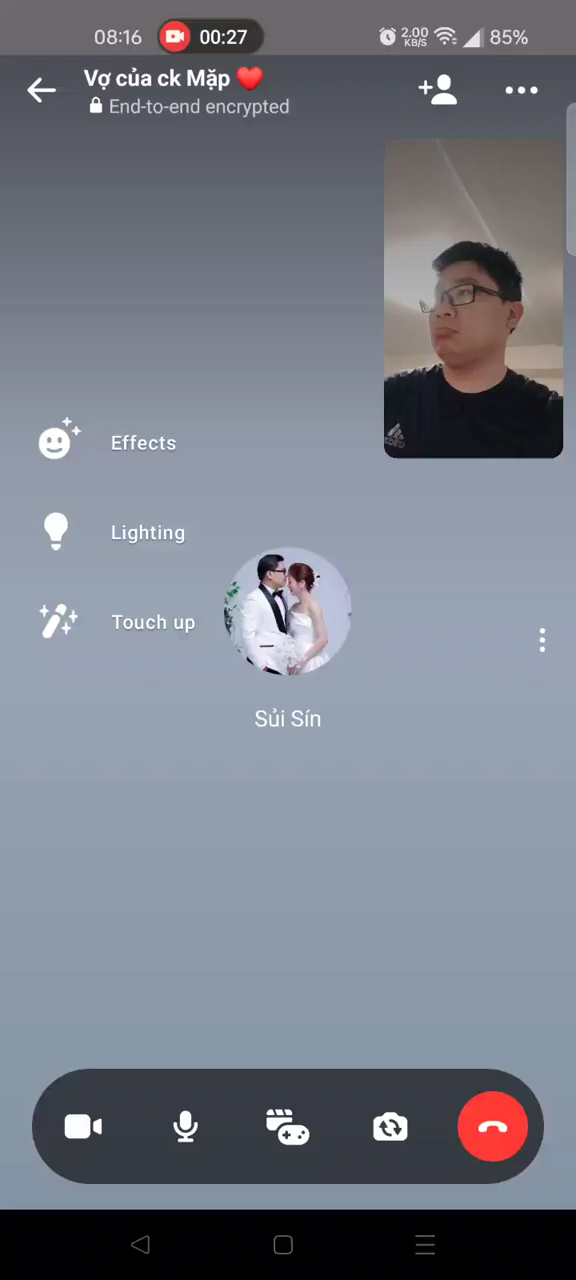 08:16 00:27 2.00 KB/S 85%
Vợ của ck Mặp ❤️
End-to-end encrypted
adidas
Effects
Lighting
Touch up
Sủi Sín